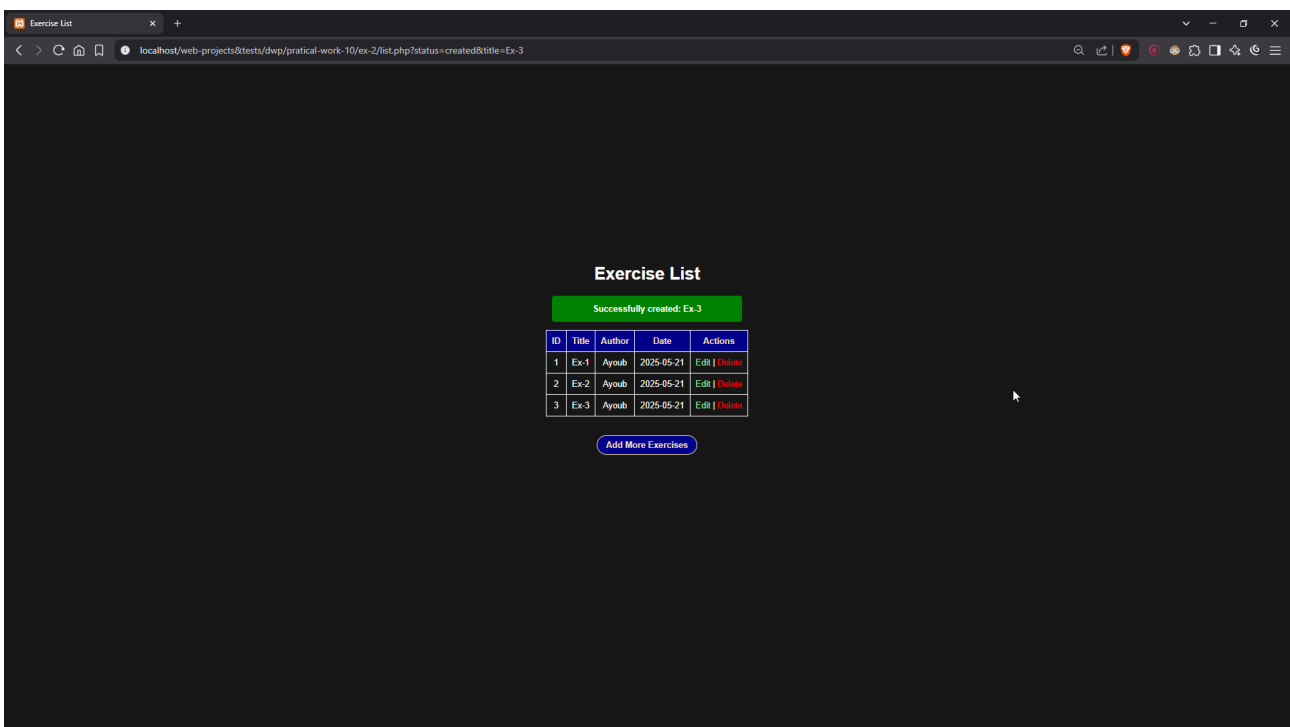 Exercise List
localhost/web-projects&tests/dwp/pratical-work-10/ex-2/list.php?status=created&title=Ex-3
Exercise List
Successfully created: Ex-3
ID Title Author Date Actions
1 Ex-1 Ayoub 2025-05-21 Edit | Delete
2 Ex-2 Ayoub 2025-05-21 Edit | Delete
3 Ex-3 Ayoub 2025-05-21 Edit | Delete
Add More Exercises